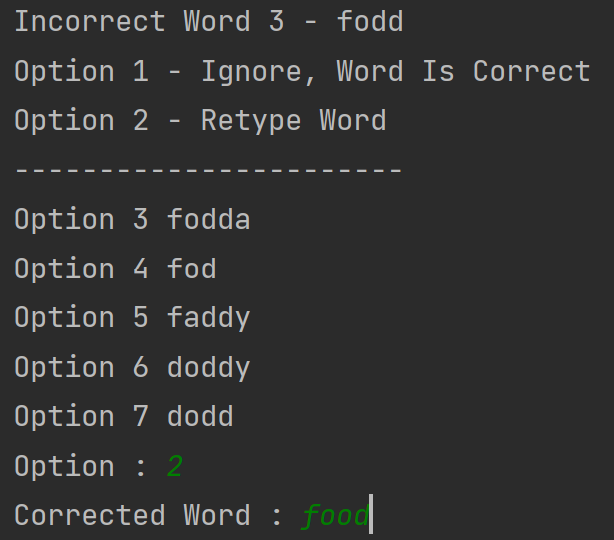 Incorrect Word 3 - fodd
Option 1 - Ignore, Word Is Correct
Option 2 - Retype Word
-----------------------
Option 3 fodda
Option 4 fod
Option 5 faddy
Option 6 doddy
Option 7 dodd
Option : 2
Corrected Word : food